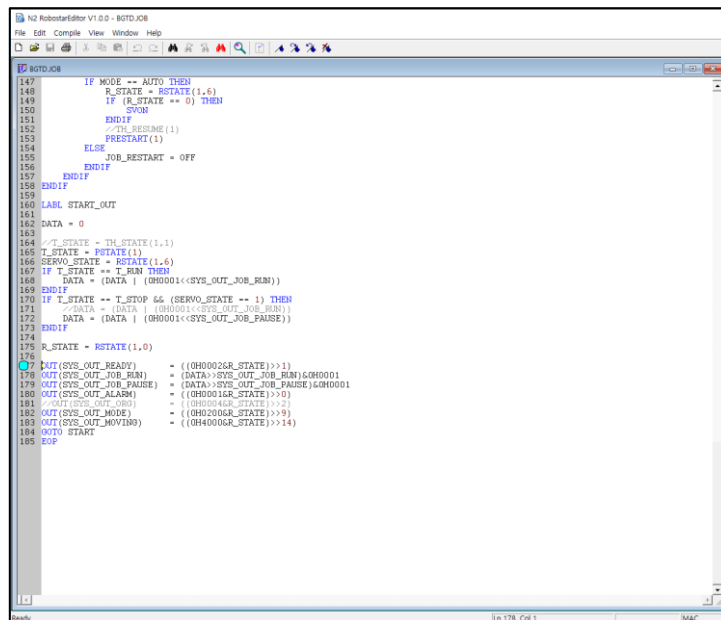 N2 RobostarEditor V1.0.0 - BGTD.JOB
File Edit Compile View Window Help
BGTD.JOB
147 IF MODE == AUTO THEN
148 R_STATE = RSTATE(1,6)
149 IF (R_STATE == 0) THEN
150 SVON
151 ENDIF
152 //TH_RESUME(1)
153 PRESTART(1)
154 ELSE
155 JOB_RESTART = OFF
156 ENDIF
157 ENDIF
158 ENDIF
159
160 LABL START_OUT
161
162 DATA = 0
163
164 //T_STATE = TH_STATE(1,1)
165 T_STATE = PSTATE(1)
166 SERVO_STATE = RSTATE(1,6)
167 IF T_STATE == T_RUN THEN
168 DATA = (DATA | (0H0001<<SYS_OUT_JOB_RUN))
169 ENDIF
170 IF T_STATE == T_STOP && (SERVO_STATE == 1) THEN
171 //DATA = (DATA | (0H0001<<SYS_OUT_JOB_RUN))
172 DATA = (DATA | (0H0001<<SYS_OUT_JOB_PAUSE))
173 ENDIF
174
175 R_STATE = RSTATE(1,0)
176
77 OUT(SYS_OUT_READY) = ((0H0002&R_STATE)>>1)
178 OUT(SYS_OUT_JOB_RUN) = (DATA>>SYS_OUT_JOB_RUN)&0H0001
179 OUT(SYS_OUT_JOB_PAUSE) = (DATA>>SYS_OUT_JOB_PAUSE)&0H0001
180 OUT(SYS_OUT_ALARM) = ((0H0001&R_STATE)>>0)
181 //OUT(SYS_OUT_ORG) = ((0H0004&R_STATE)>>2)
182 OUT(SYS_OUT_MODE) = ((0H0200&R_STATE)>>9)
183 OUT(SYS_OUT_MOVING) = ((0H4000&R_STATE)>>14)
184 GOTO START
185 EOP
Ready
Ln 178, Col 1
MAC